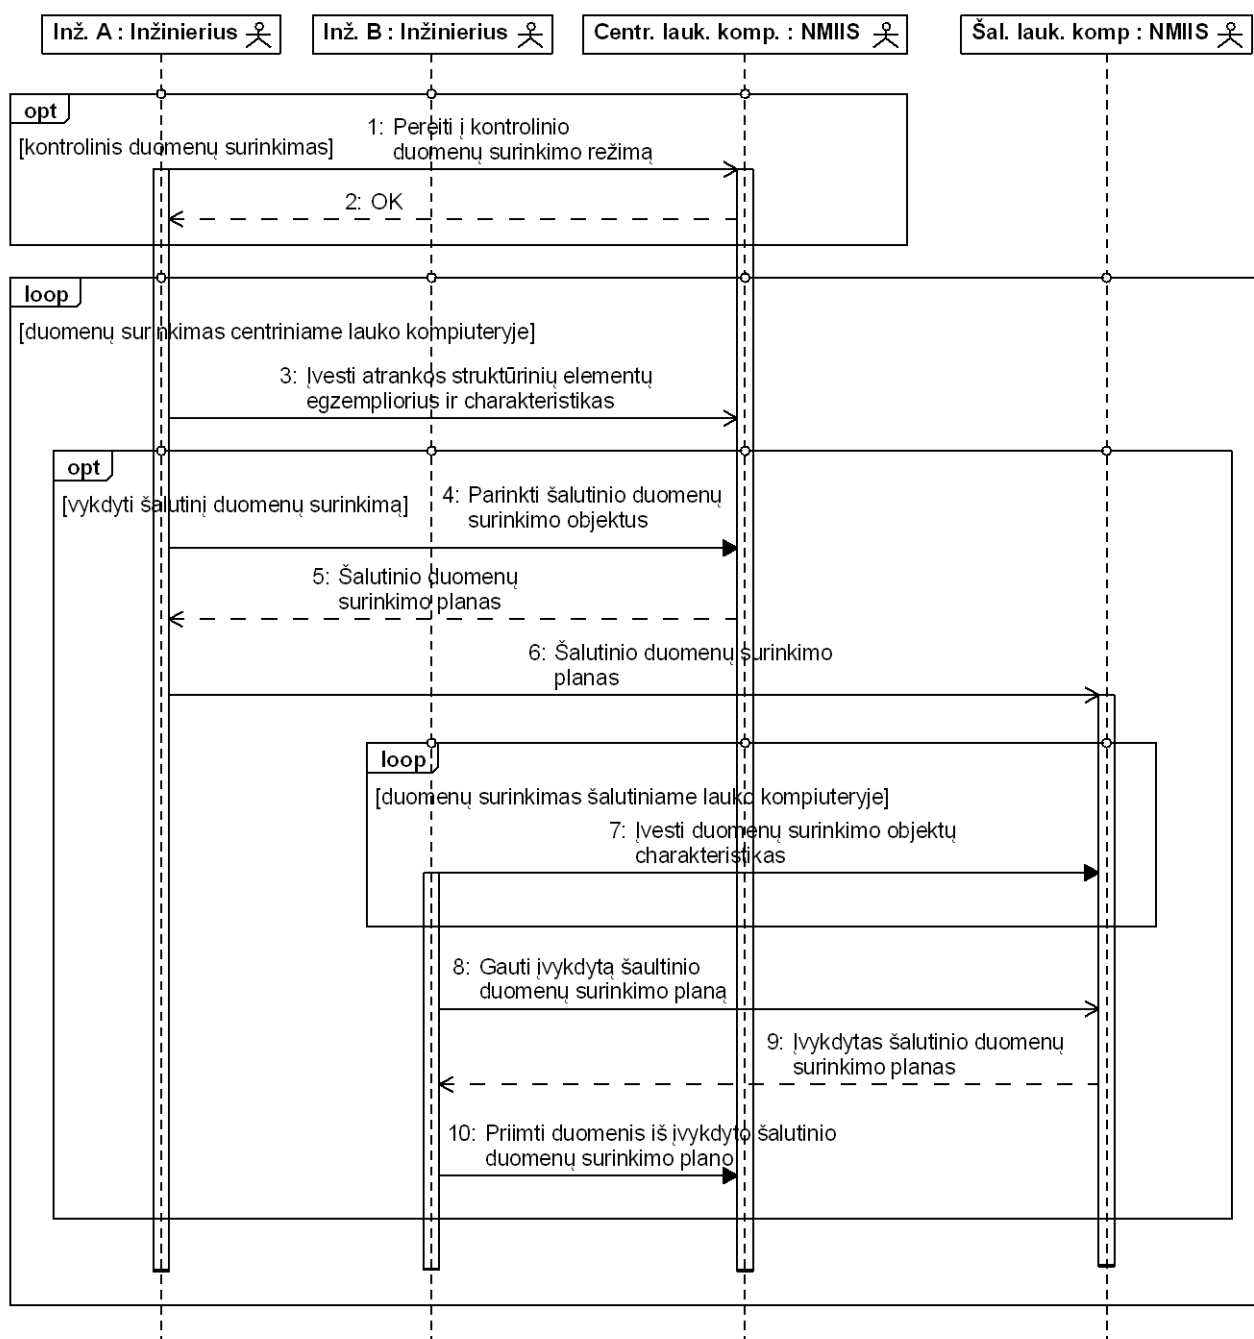 Inž. A : Inžinierius
Inž. B : Inžinierius
Centr. lauk. komp. : NMIIS
Šal. lauk. komp : NMIIS
opt
[kontrolinis duomenų surinkimas]
1: Pereiti į kontrolinio
duomenų surinkimo režimą
2: OK
loop
[duomenų surinkimas centriniame lauko kompiuteryje]
3: Įvesti atrankos struktūrinių elementų
egzempliorius ir charakteristikas
opt
[vykdyti šalutinį duomenų surinkimą]
4: Parinkti šalutinio duomenų
surinkimo objektus
5: Šalutinio duomenų
surinkimo planas
6: Šalutinio duomenų surinkimo
planas
loop
[duomenų surinkimas šalutiniame lauko kompiuteryje]
7: Įvesti duomenų surinkimo objektų
charakteristikas
8: Gauti įvykdytą šaultinio
duomenų surinkimo planą
9: Įvykdytas šalutinio duomenų
surinkimo planas
10: Priimti duomenis iš įvykdyto šalutinio
duomenų surinkimo plano